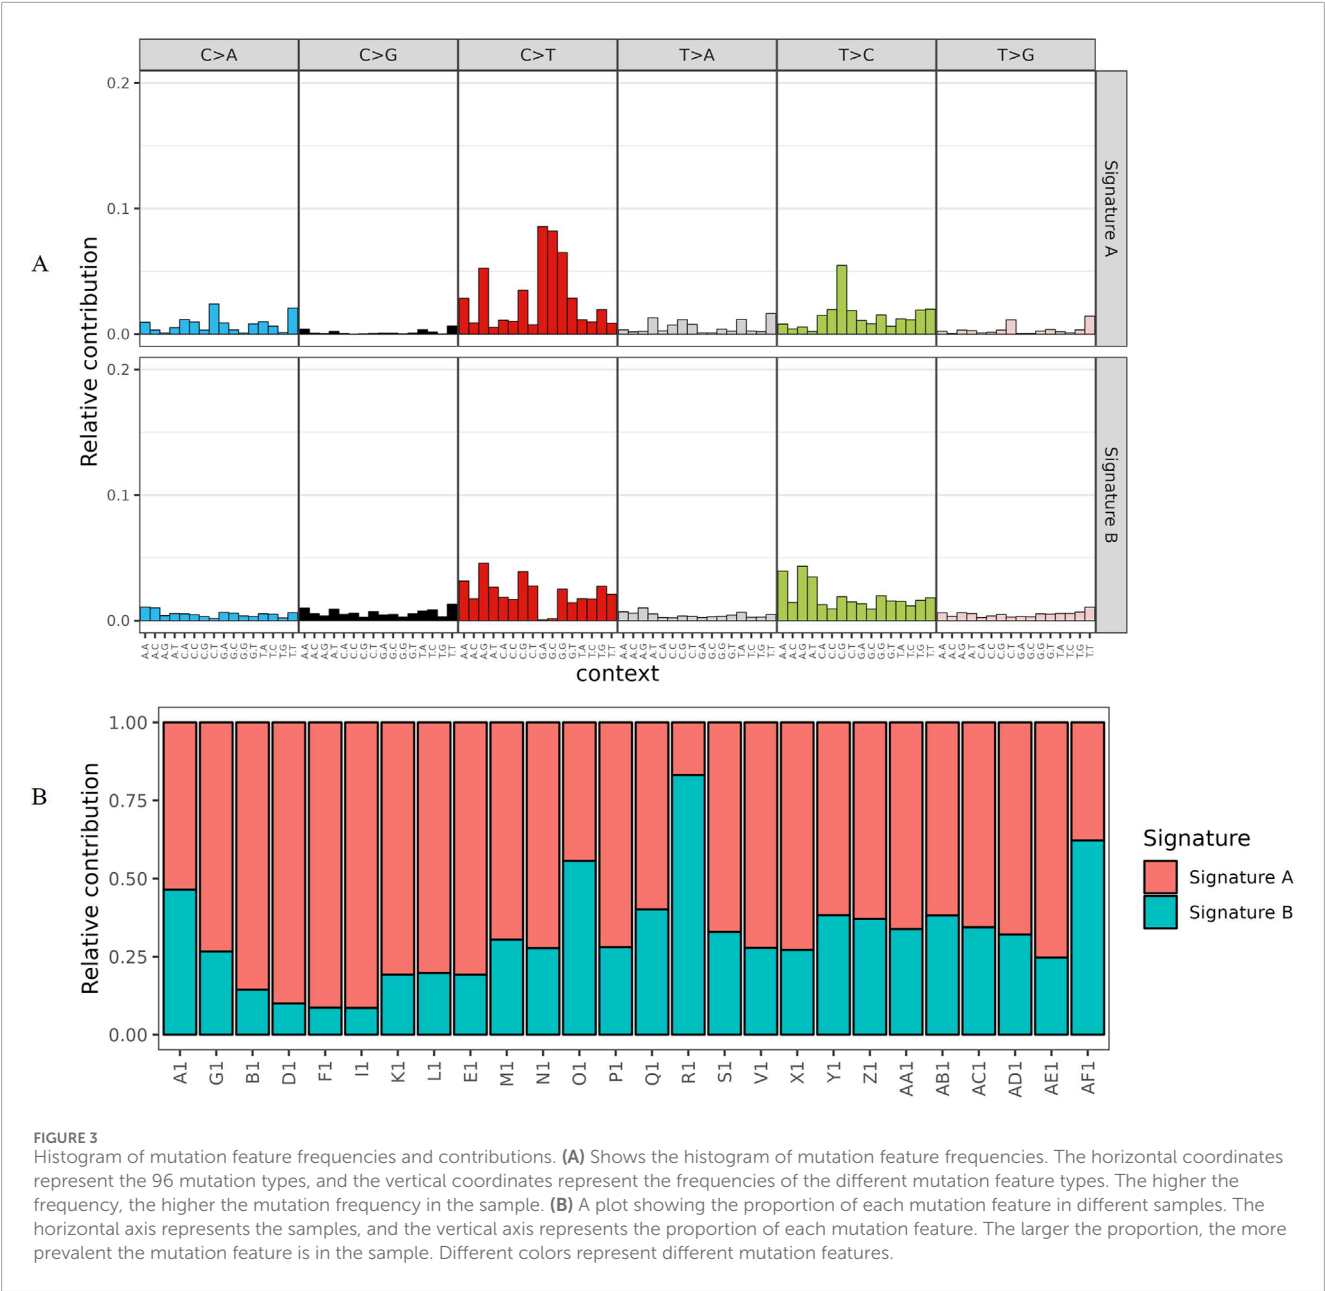 C>A C>G C>T T>A T>C T>G
A
Relative contribution
0.2
0.1
0.0
Signature A
Relative contribution
0.2
0.1
0.0
Signature B
A.A A.C A.G A.T C.A C.C C.G C.T G.A G.C G.G G.T T.A T.C T.G T.T A.A A.C A.G A.T C.A C.C C.G C.T G.A G.C G.G G.T T.A T.C T.G T.T A.A A.C A.G A.T C.A C.C C.G C.T G.A G.C G.G G.T T.A T.C T.G T.T A.A A.C A.G A.T C.A C.C C.G C.T G.A G.C G.G G.T T.A T.C T.G T.T A.A A.C A.G A.T C.A C.C C.G C.T G.A G.C G.G G.T T.A T.C T.G T.T A.A A.C A.G A.T C.A C.C C.G C.T G.A G.C G.G G.T T.A T.C T.G T.T
context
B
Relative contribution
1.00
0.75
0.50
0.25
0.00
A1 G1 B1 D1 F1 I1 K1 L1 E1 M1 N1 O1 P1 Q1 R1 S1 V1 X1 Y1 Z1 AA1 AB1 AC1 AD1 AE1 AF1
Signature
Signature A
Signature B
FIGURE 3
Histogram of mutation feature frequencies and contributions. (A) Shows the histogram of mutation feature frequencies. The horizontal coordinates
represent the 96 mutation types, and the vertical coordinates represent the frequencies of the different mutation feature types. The higher the
frequency, the higher the mutation frequency in the sample. (B) A plot showing the proportion of each mutation feature in different samples. The
horizontal axis represents the samples, and the vertical axis represents the proportion of each mutation feature. The larger the proportion, the more
prevalent the mutation feature is in the sample. Different colors represent different mutation features.